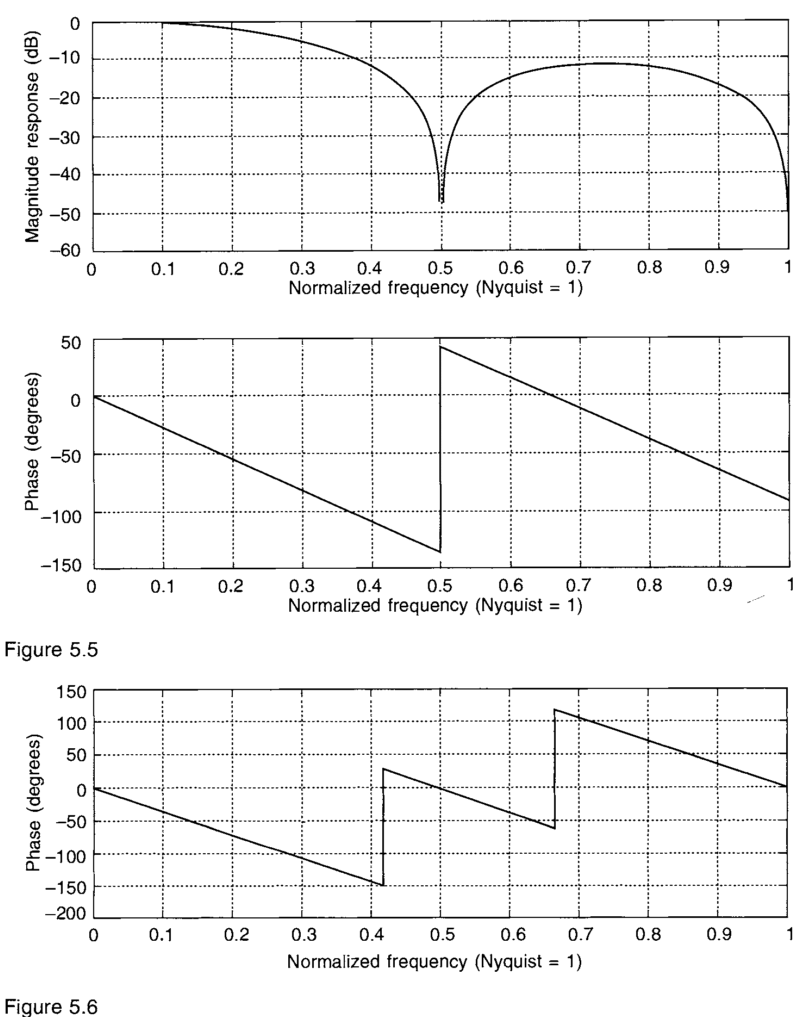 Magnitude response (dB)
0
−10
−20
−30
−40
−50
−60
0 0.1 0.2 0.3 0.4 0.5 0.6 0.7 0.8 0.9 1
Normalized frequency (Nyquist = 1)
Phase (degrees)
50
0
−50
−100
−150
0 0.1 0.2 0.3 0.4 0.5 0.6 0.7 0.8 0.9 1
Normalized frequency (Nyquist = 1)
Figure 5.5
Phase (degrees)
150
100
50
0
−50
−100
−150
−200
0 0.1 0.2 0.3 0.4 0.5 0.6 0.7 0.8 0.9 1
Normalized frequency (Nyquist = 1)
Figure 5.6